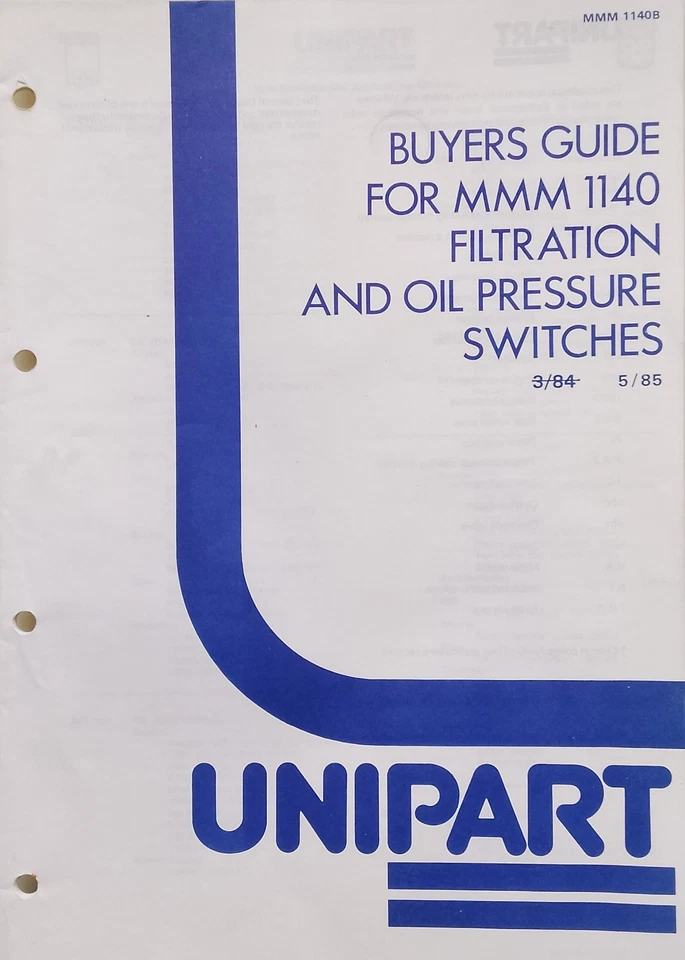 MMM 1140B
BUYERS GUIDE
FOR MMM 1140
FILTRATION
AND OIL PRESSURE
SWITCHES
3/84 5/85
UNIPART